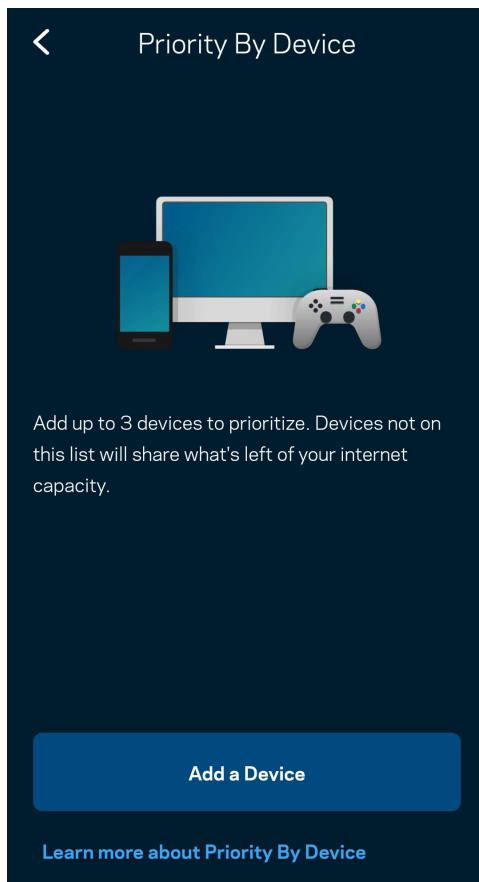 Priority By Device
Add up to 3 devices to prioritize. Devices not on
this list will share what's left of your internet
capacity.
Add a Device
Learn more about Priority By Device